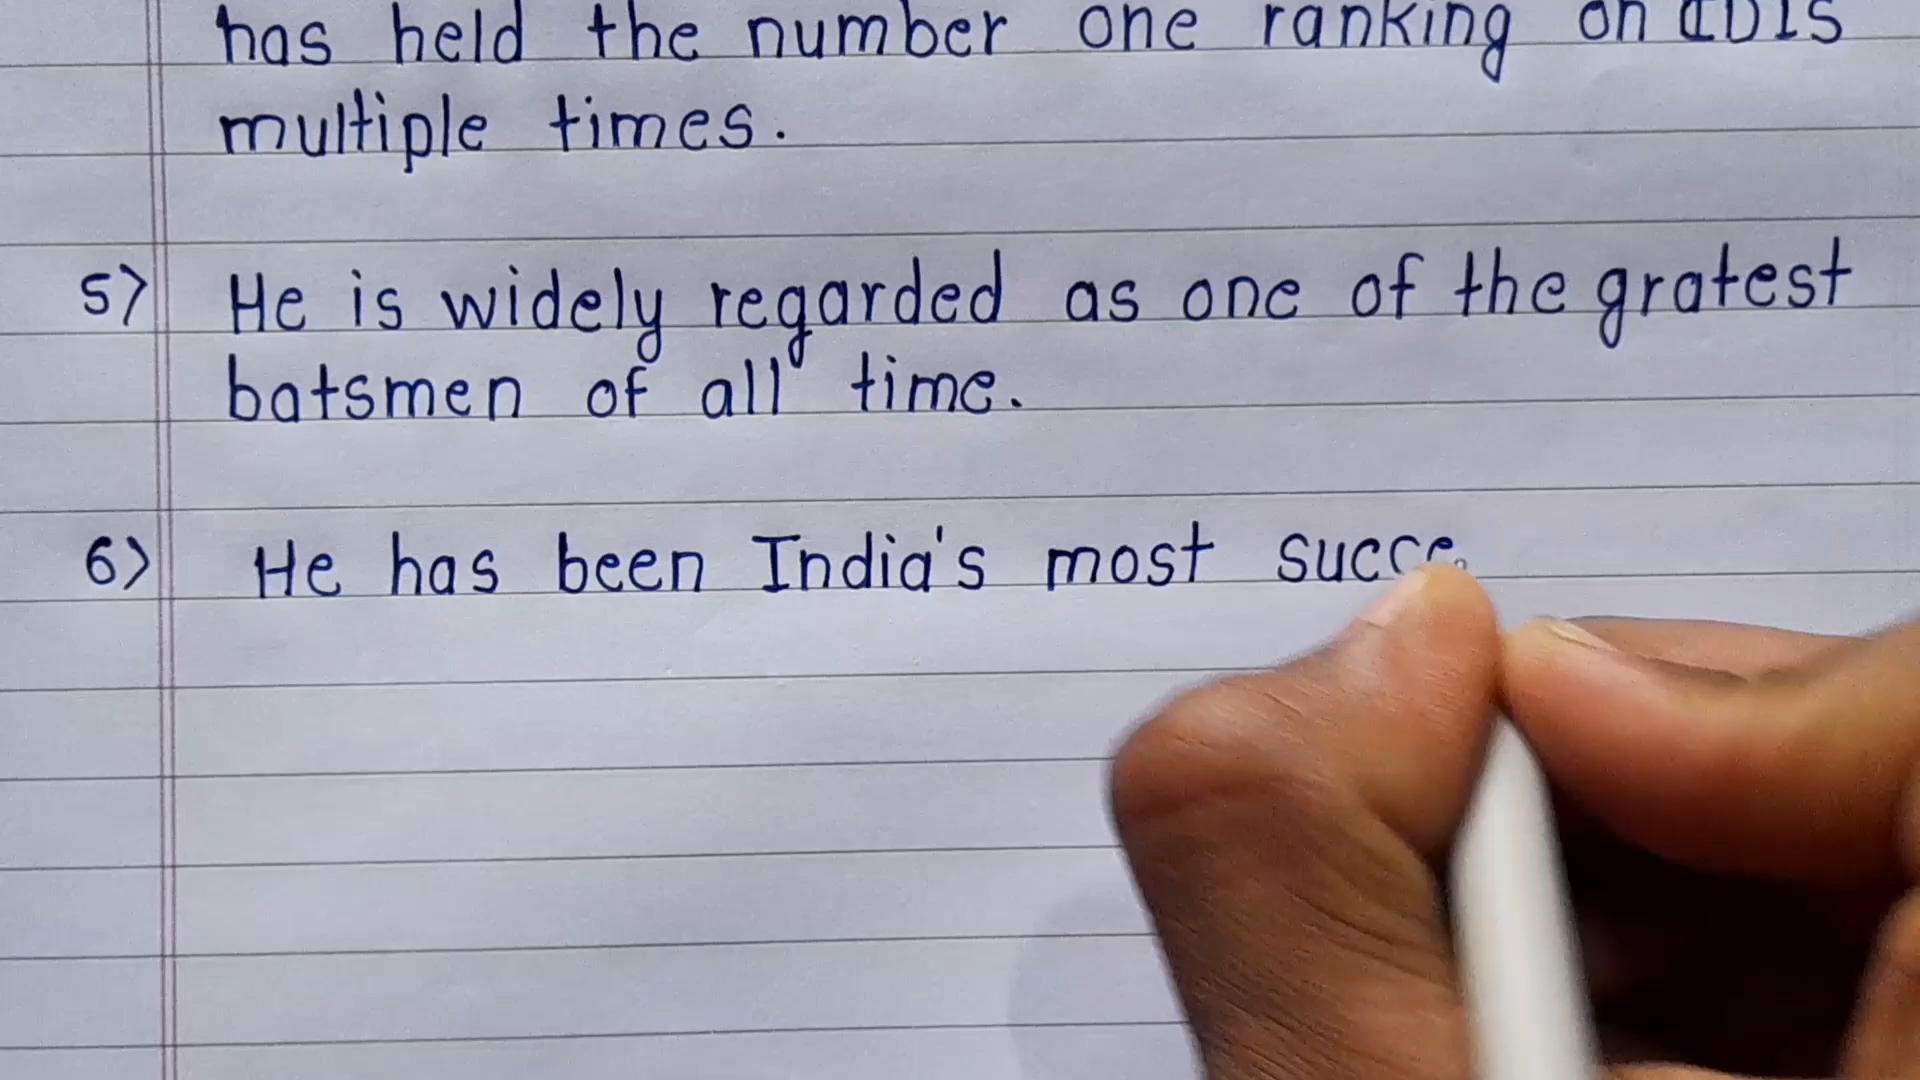 has held the number one ranking on
multiple times.
5) He is widely regarded as one of the gratest
batsmen of all time.
6) He has been India's most succe